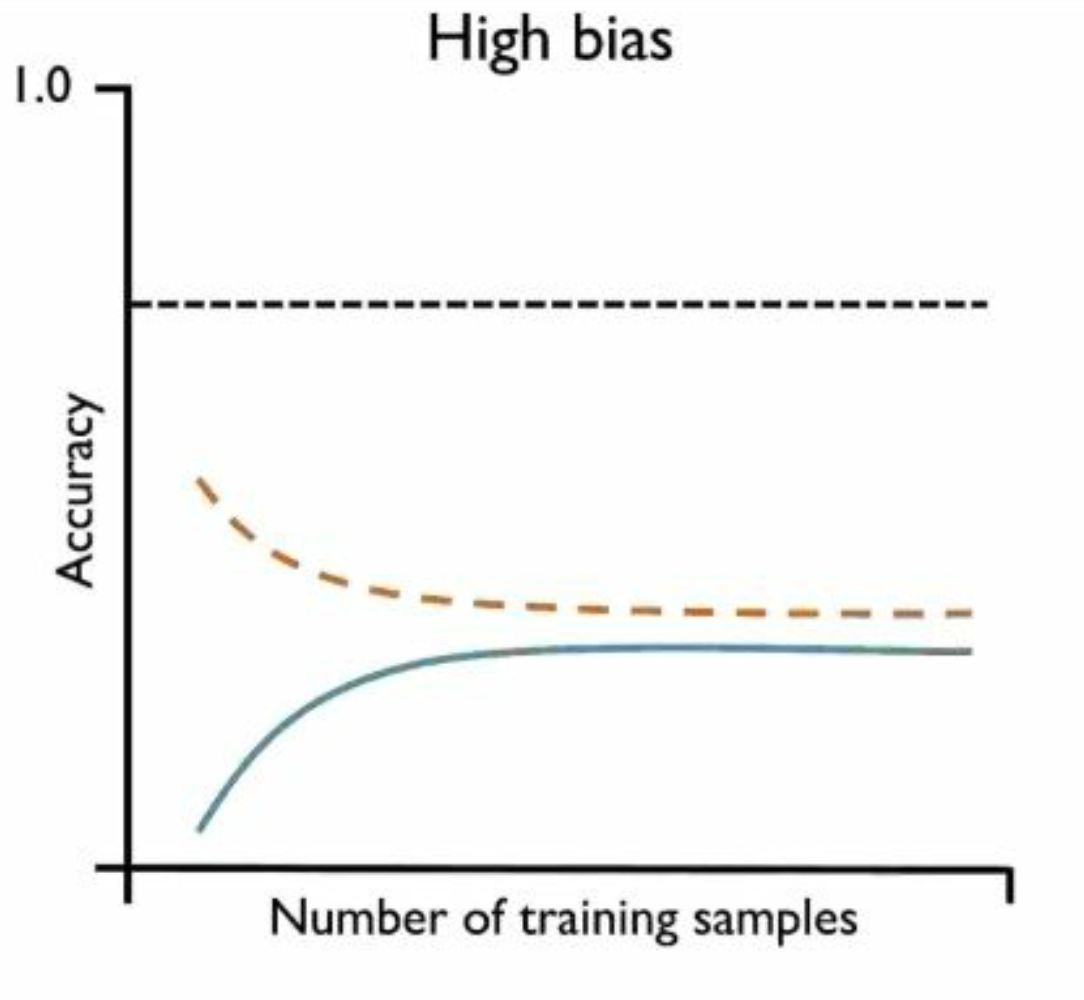 High bias
1.0
Accuracy
Number of training samples